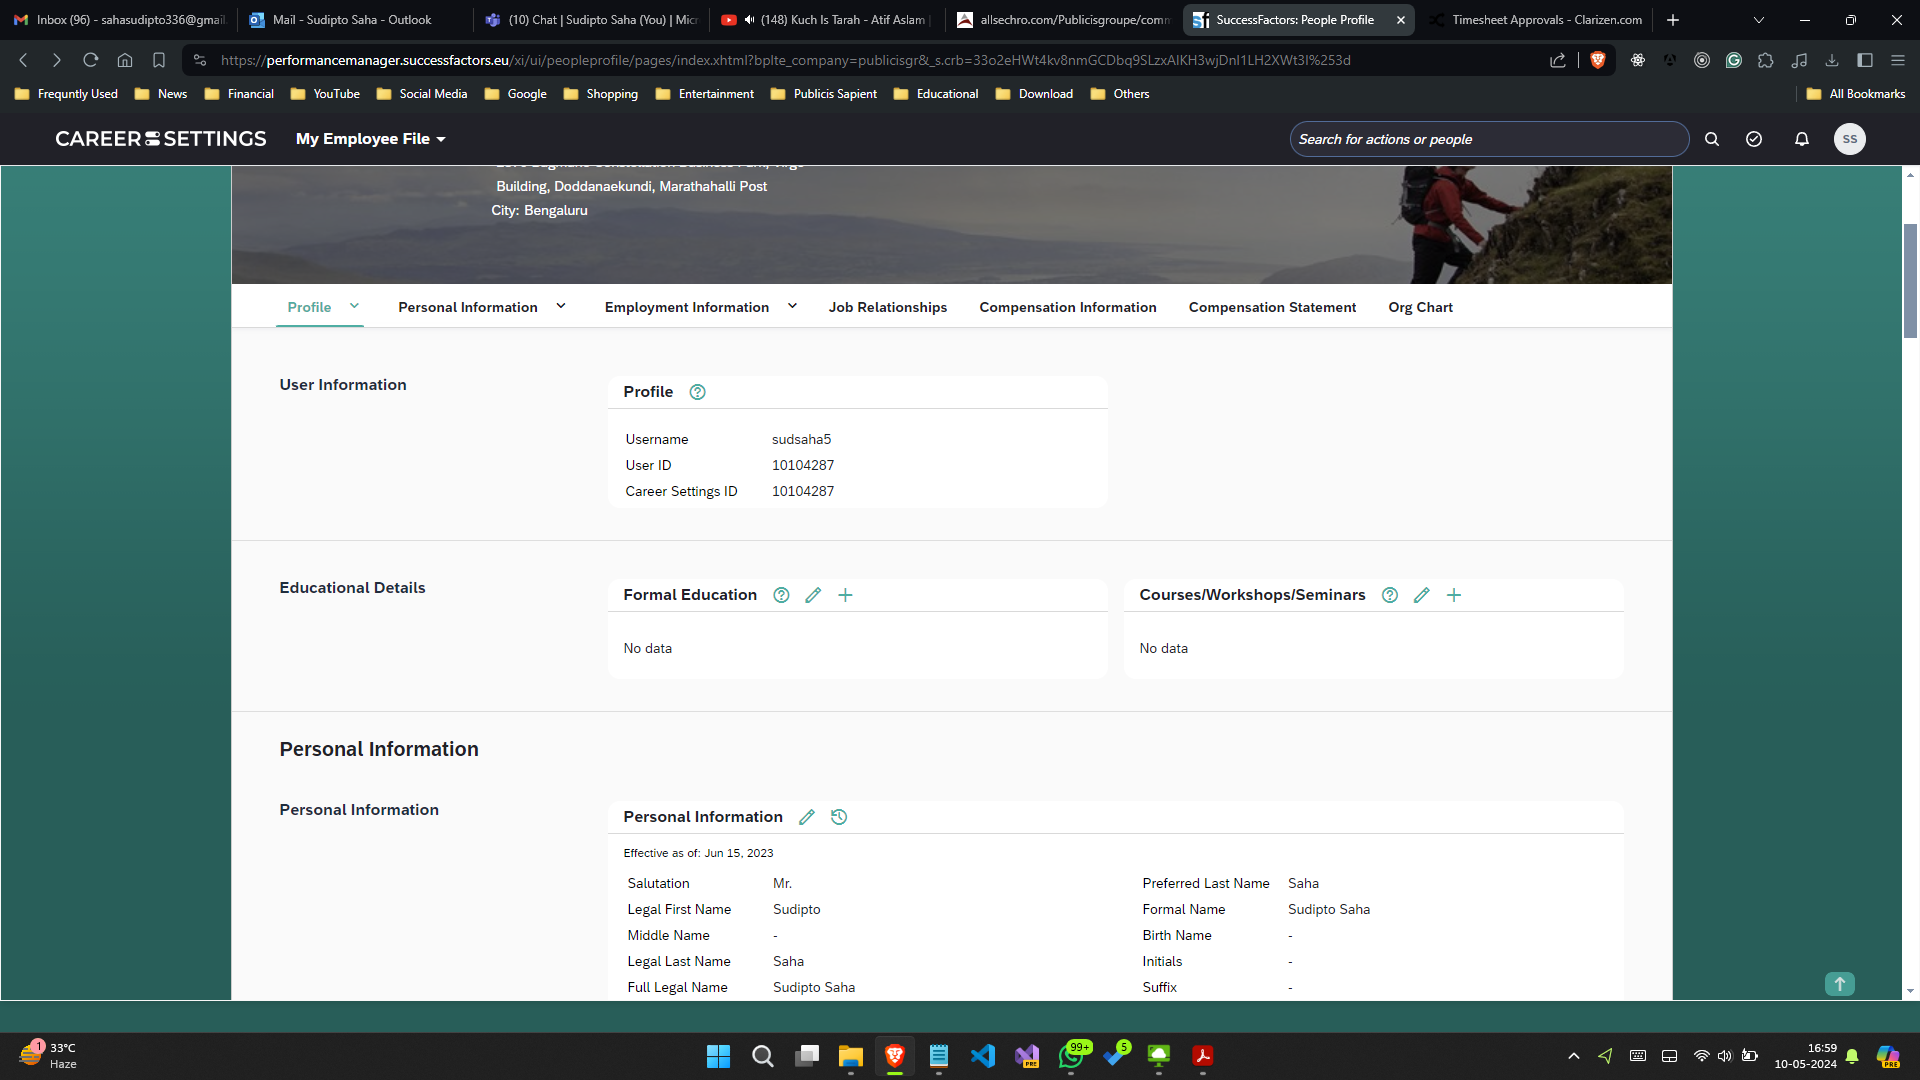 Inbox (96) - sahasudipto336@gmail
Mail - Sudipto Saha - Outlook
(10) Chat | Sudipto Saha (You) | Micr
(148) Kuch Is Tarah - Atif Aslam |
allsechro.com/Publicisgroupe/comm
SuccessFactors: People Profile
Timesheet Approvals - Clarizen.com
https://performancemanager.successfactors.eu/xi/ui/peopleprofile/pages/index.xhtml?bplte_company=publicisgr&_s.crb=33o2eHWt4kv8nmGCDbq9SLzxAlKH3wjDnI1LH2XWt3I%253d
Frequntly Used
News
Financial
YouTube
Social Media
Google
Shopping
Entertainment
Publicis Sapient
Educational
Download
Others
All Bookmarks
CAREER SETTINGS
My Employee File
Search for actions or people
SS
Building, Doddanaekundi, Marathahalli Post
City: Bengaluru
Profile
Personal Information
Employment Information
Job Relationships
Compensation Information
Compensation Statement
Org Chart
User Information
Profile
Username sudsaha5
User ID 10104287
Career Settings ID 10104287
Educational Details
Formal Education
No data
Courses/Workshops/Seminars
No data
Personal Information
Personal Information
Personal Information
Effective as of: Jun 15, 2023
Salutation Mr.
Legal First Name Sudipto
Middle Name -
Legal Last Name Saha
Full Legal Name Sudipto Saha
Preferred Last Name Saha
Formal Name Sudipto Saha
Birth Name -
Initials -
Suffix -
1
33°C
Haze
PRE
99+
5
16:59
10-05-2024
PRE